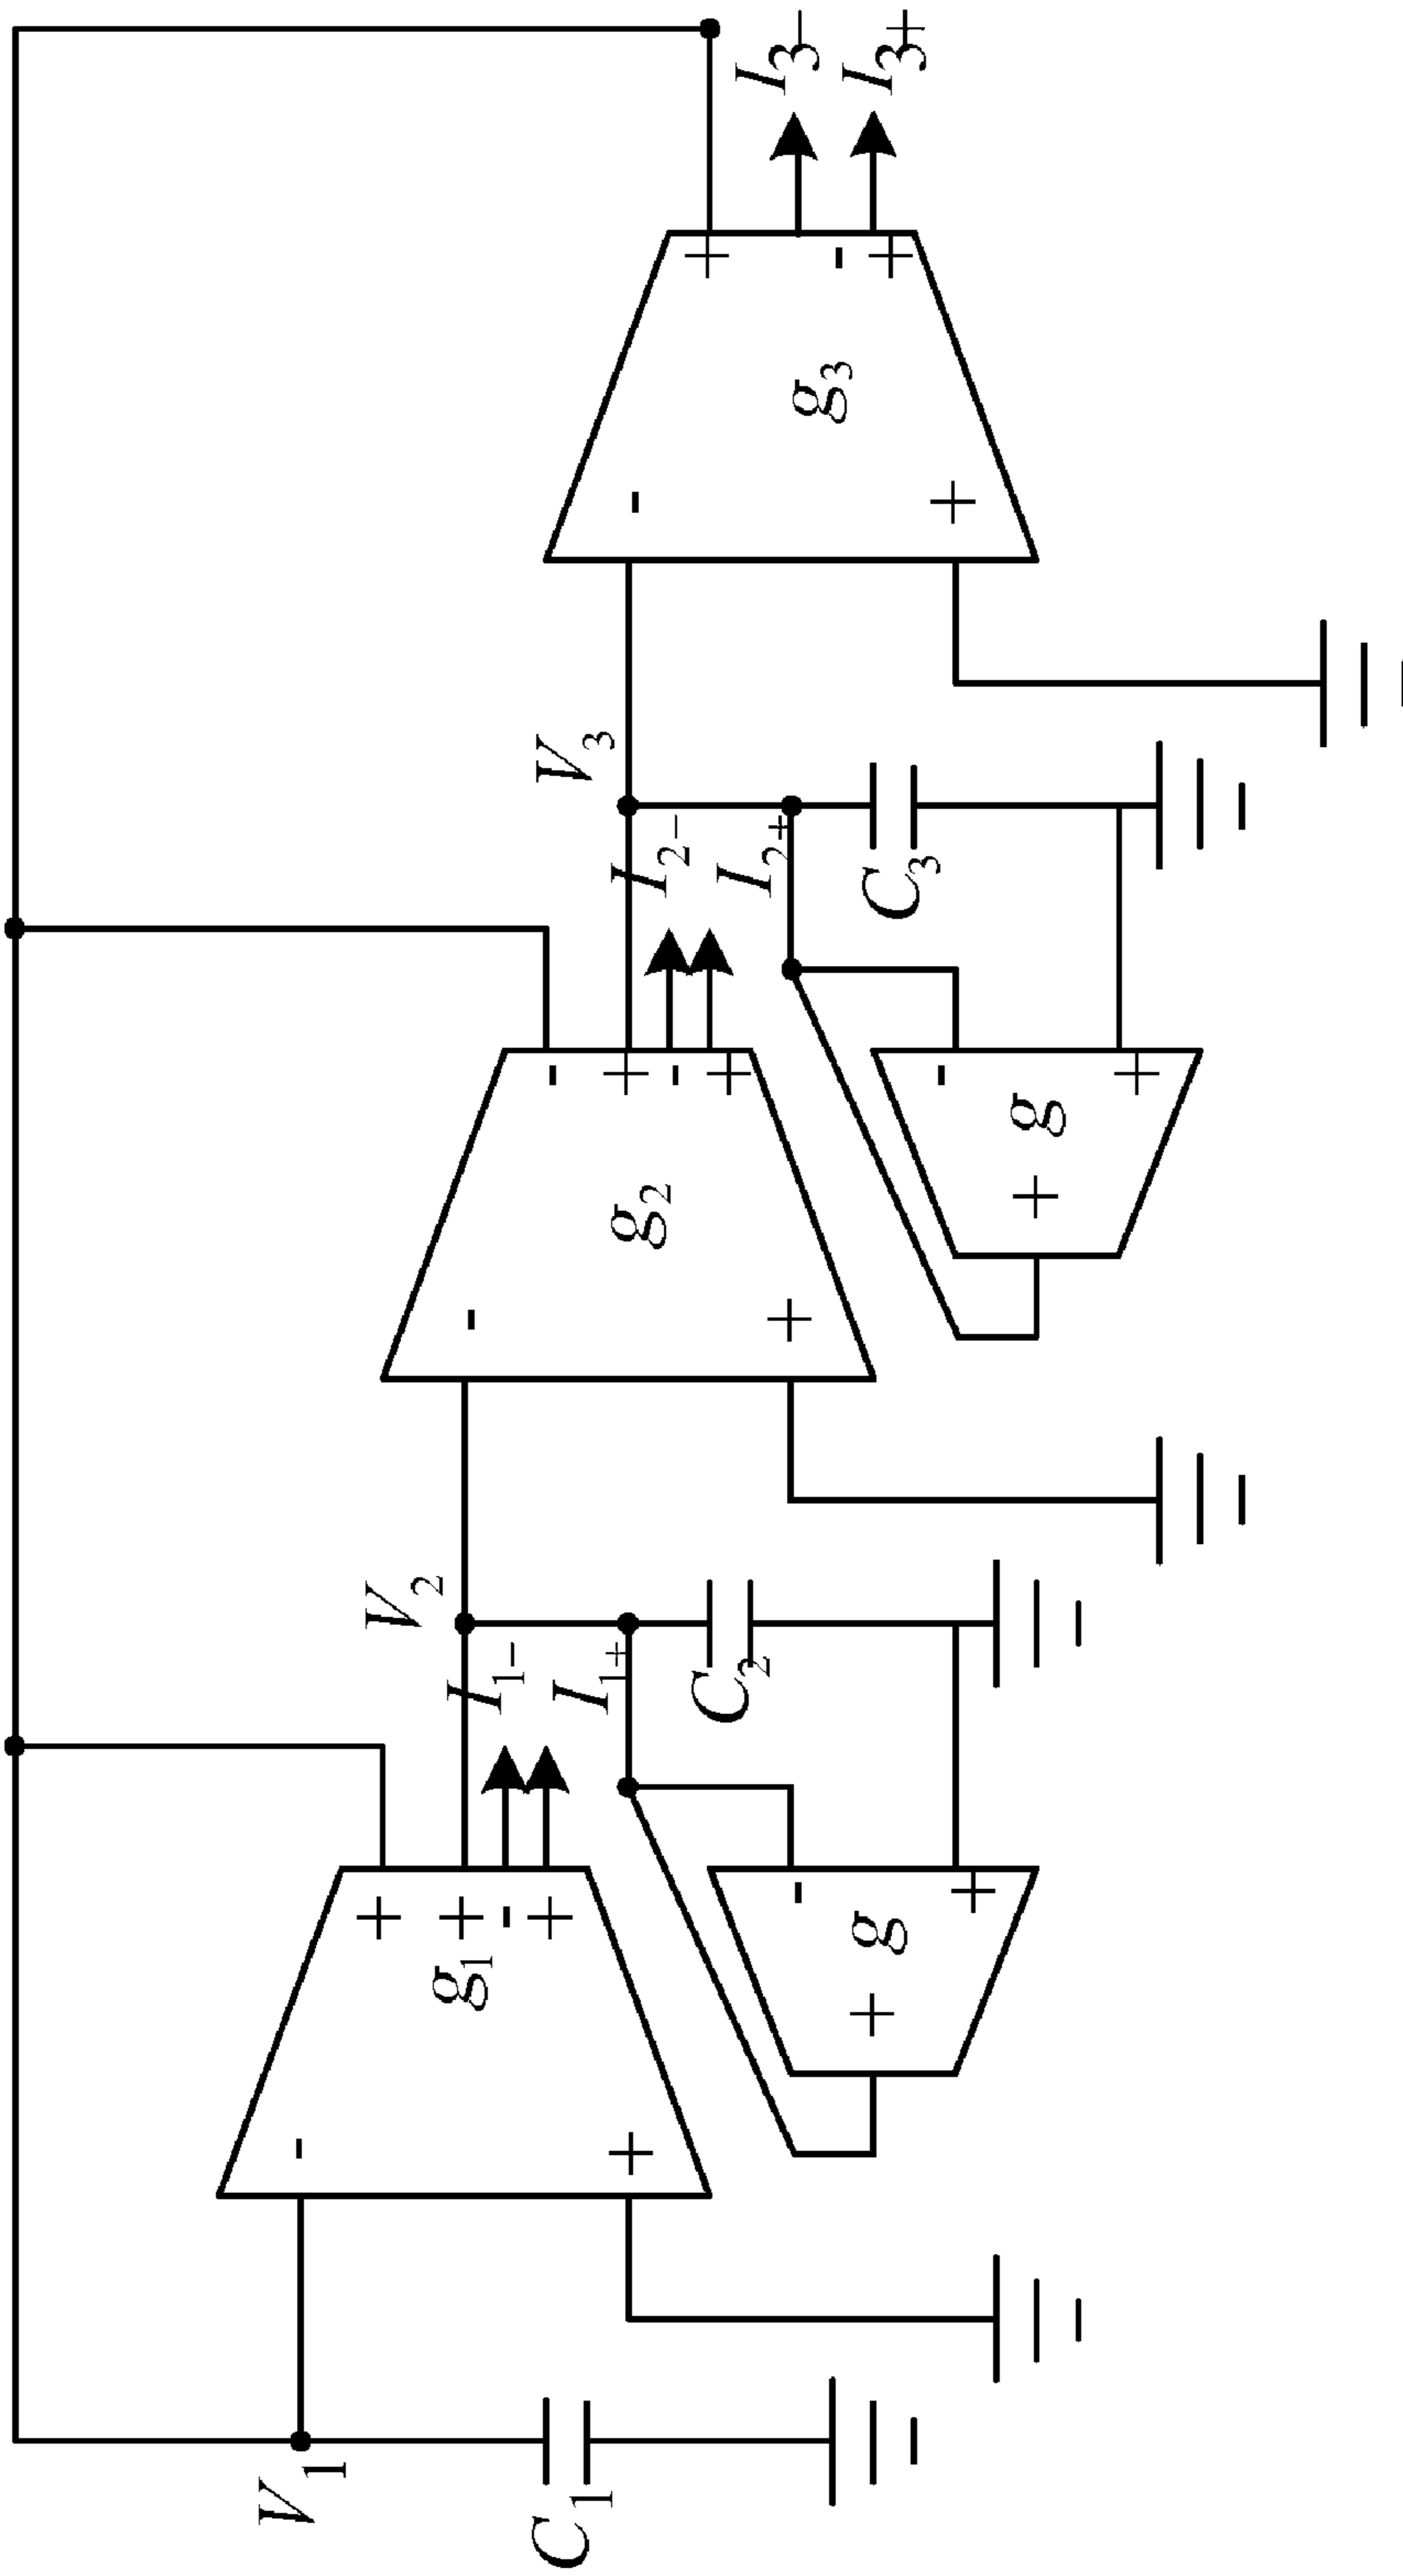 V1
C1
- + g1 + + - +
+ g - +
I1-
I1+
V2
C2
- + g2 - + - +
+ g - +
I2-
I2+
V3
C3
- + g3 + - +
I3-
I3+